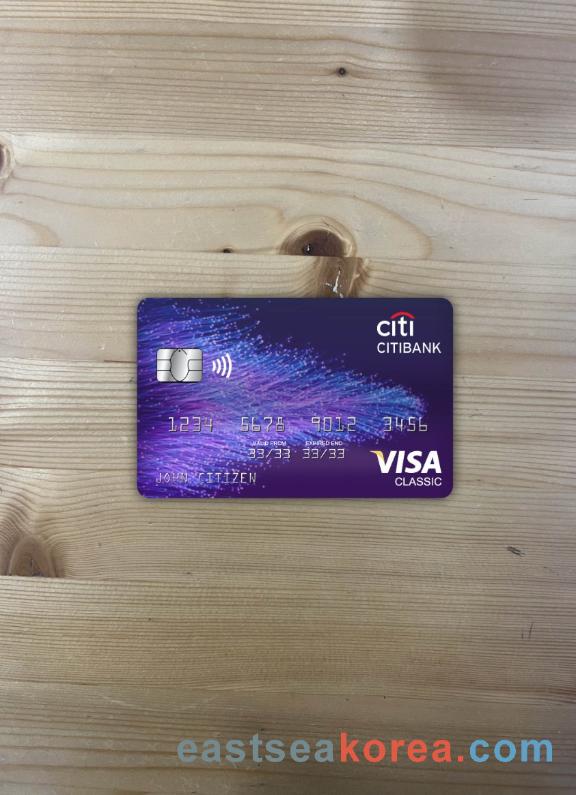 citi
CITIBANK
1234 5678 9012 3456
VALID FROM EXPIRED END
33/33 33/33
VISA
JOHN CITIZEN
CLASSIC
eastseakorea.com